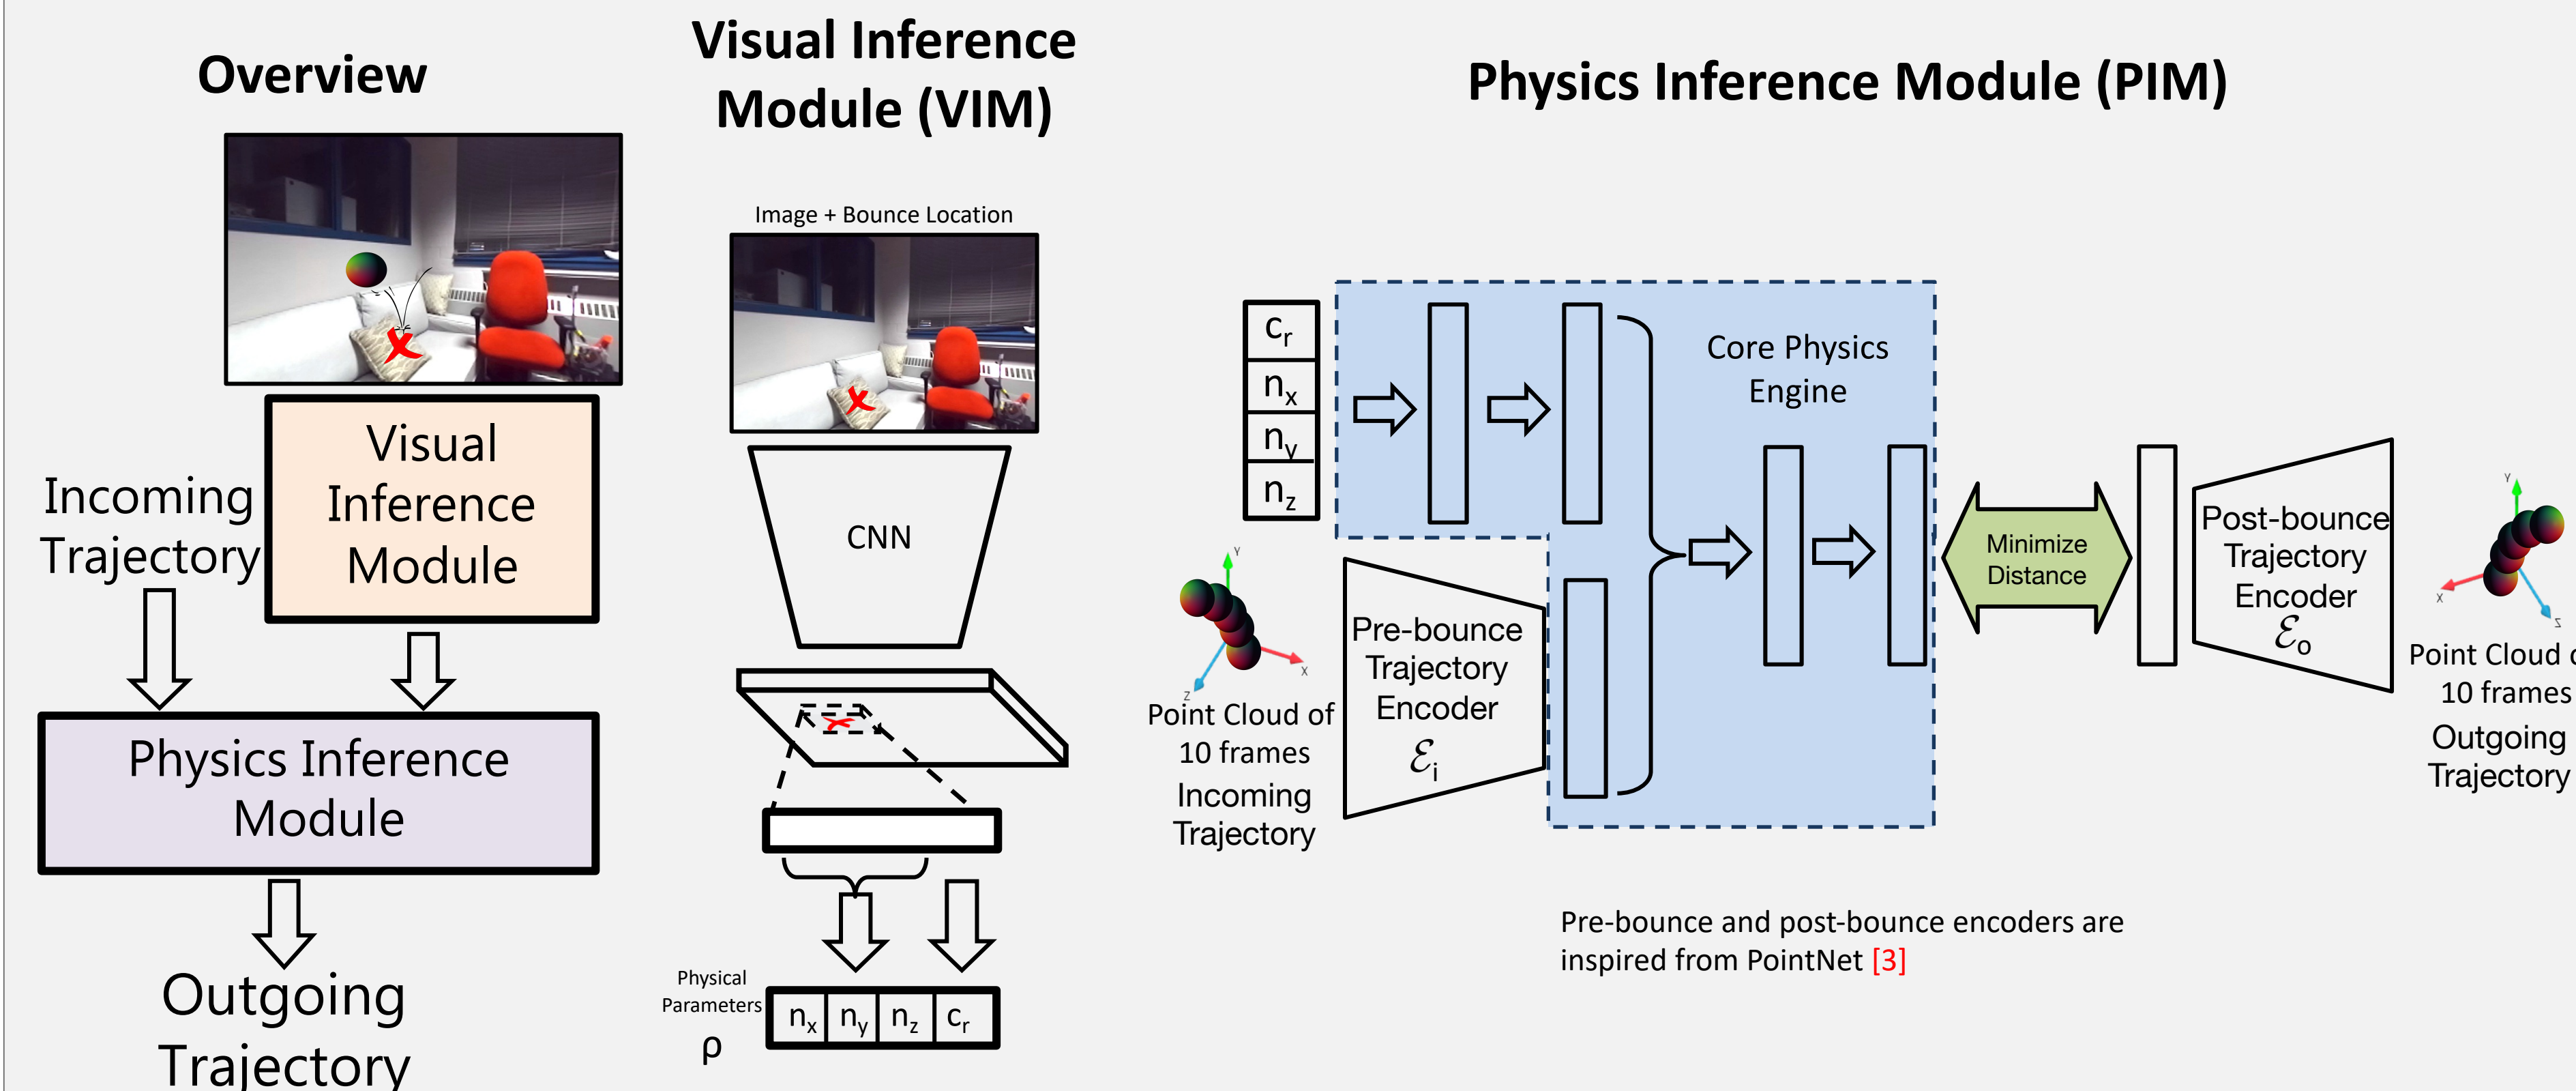 Overview
Visual
Inference
Module
Incoming
Trajectory
Physics Inference
Module
Outgoing
Trajectory
Visual Inference
Module (VIM)
Image + Bounce Location
CNN
Physical
Parameters
ρ
nx ny nz cr
Physics Inference Module (PIM)
cr
nx
ny
nz
Core Physics
Engine
Y
X
Z
Point Cloud of
10 frames
Incoming
Trajectory
Pre-bounce
Trajectory
Encoder
ℰi
Minimize
Distance
Post-bounce
Trajectory
Encoder
ℰo
Y
X
Z
Point Cloud
10 frames
Outgoing
Trajectory
Pre-bounce and post-bounce encoders are
inspired from PointNet [3]